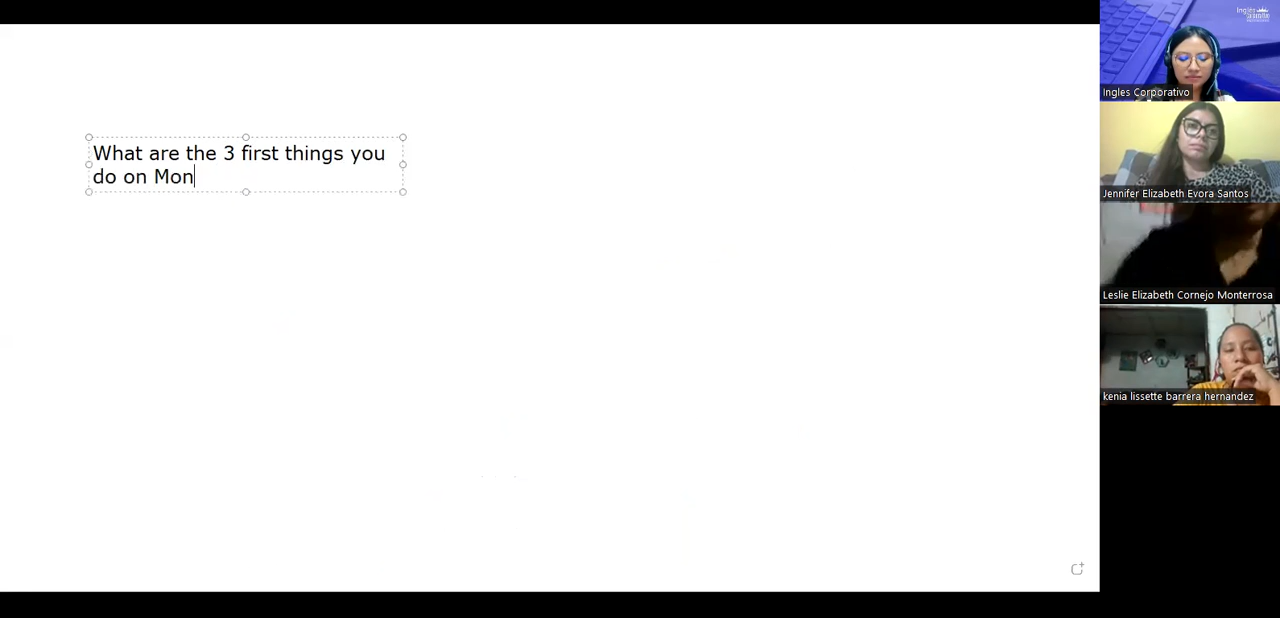 What are the 3 first things you
do on Mon
Ingles Corporativo
Jennifer Elizabeth Evora Santos
Leslie Elizabeth Cornejo Monterrosa
kenia lissette barrera hernandez